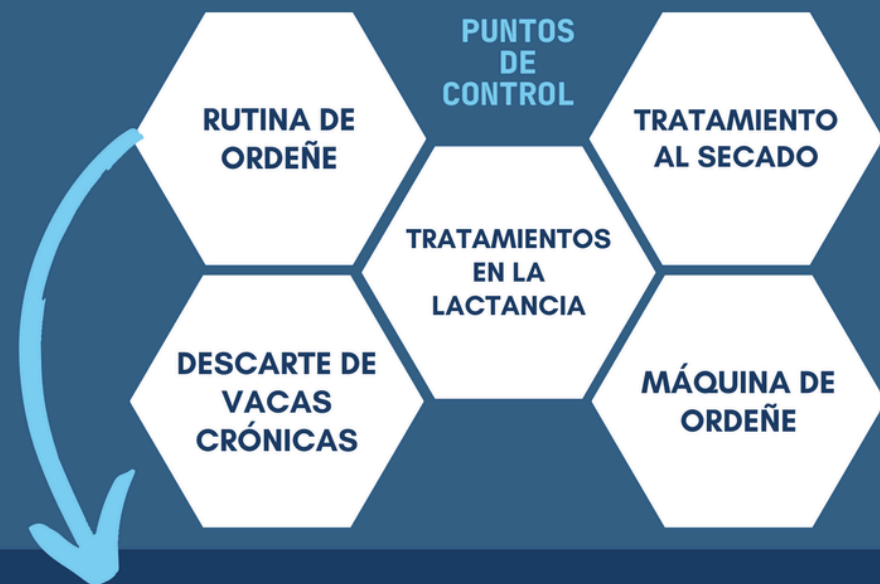 PUNTOS
DE
CONTROL
RUTINA DE
ORDEÑE
TRATAMIENTO
AL SECADO
TRATAMIENTOS
EN LA
LACTANCIA
DESCARTE DE
VACAS
CRÓNICAS
MÁQUINA DE
ORDEÑE